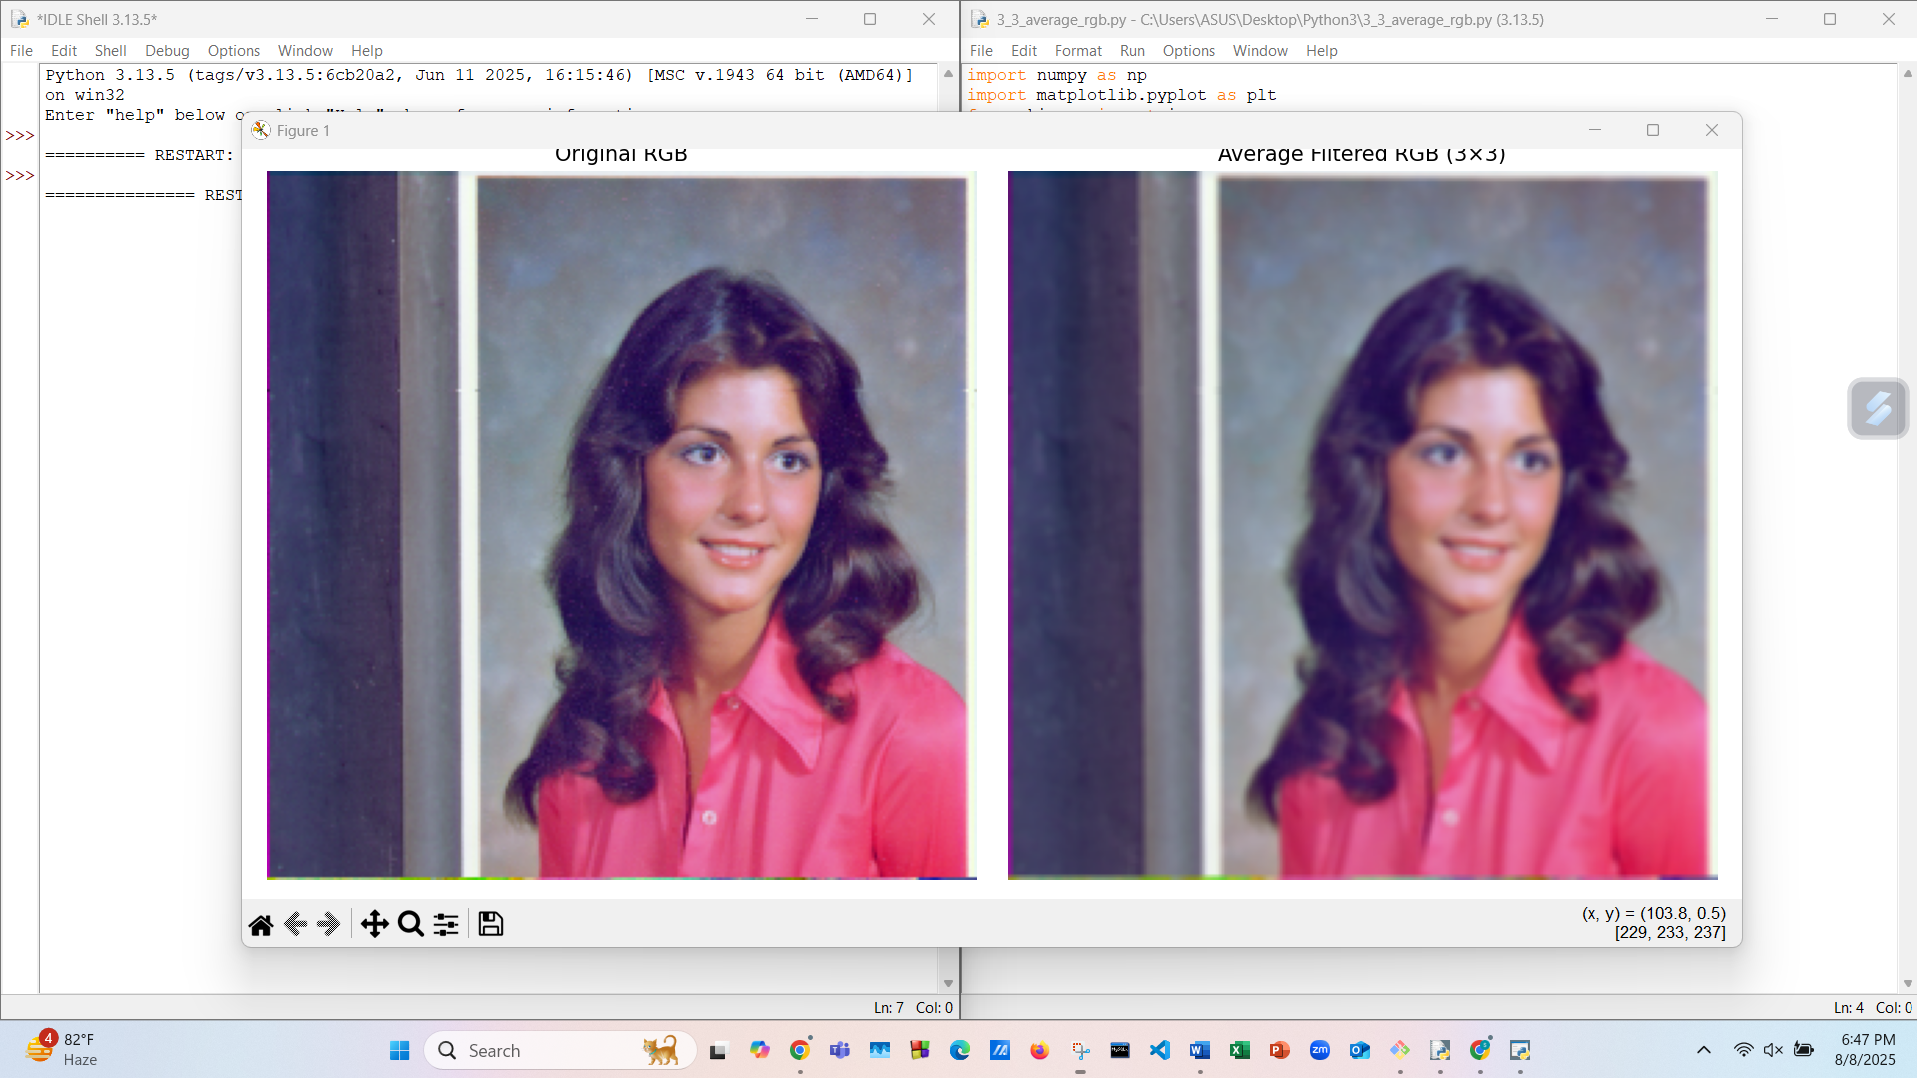 *IDLE Shell 3.13.5*
File Edit Shell Debug Options Window Help
Python 3.13.5 (tags/v3.13.5:6cb20a2, Jun 11 2025, 16:15:46) [MSC v.1943 64 bit (AMD64)]
on win32
Enter "help" below
>>>
========== RESTART:
>>>
=============== REST
Ln: 7 Col: 0
3_3_average_rgb.py - C:\Users\ASUS\Desktop\Python3\3_3_average_rgb.py (3.13.5)
File Edit Format Run Options Window Help
import numpy as np
import matplotlib.pyplot as plt
Ln: 4 Col: 0
Figure 1
Original RGB
Average Filtered RGB (3×3)
(x, y) = (103.8, 0.5)
[229, 233, 237]
4
82°F
Haze
Search
zm
6:47 PM
8/8/2025